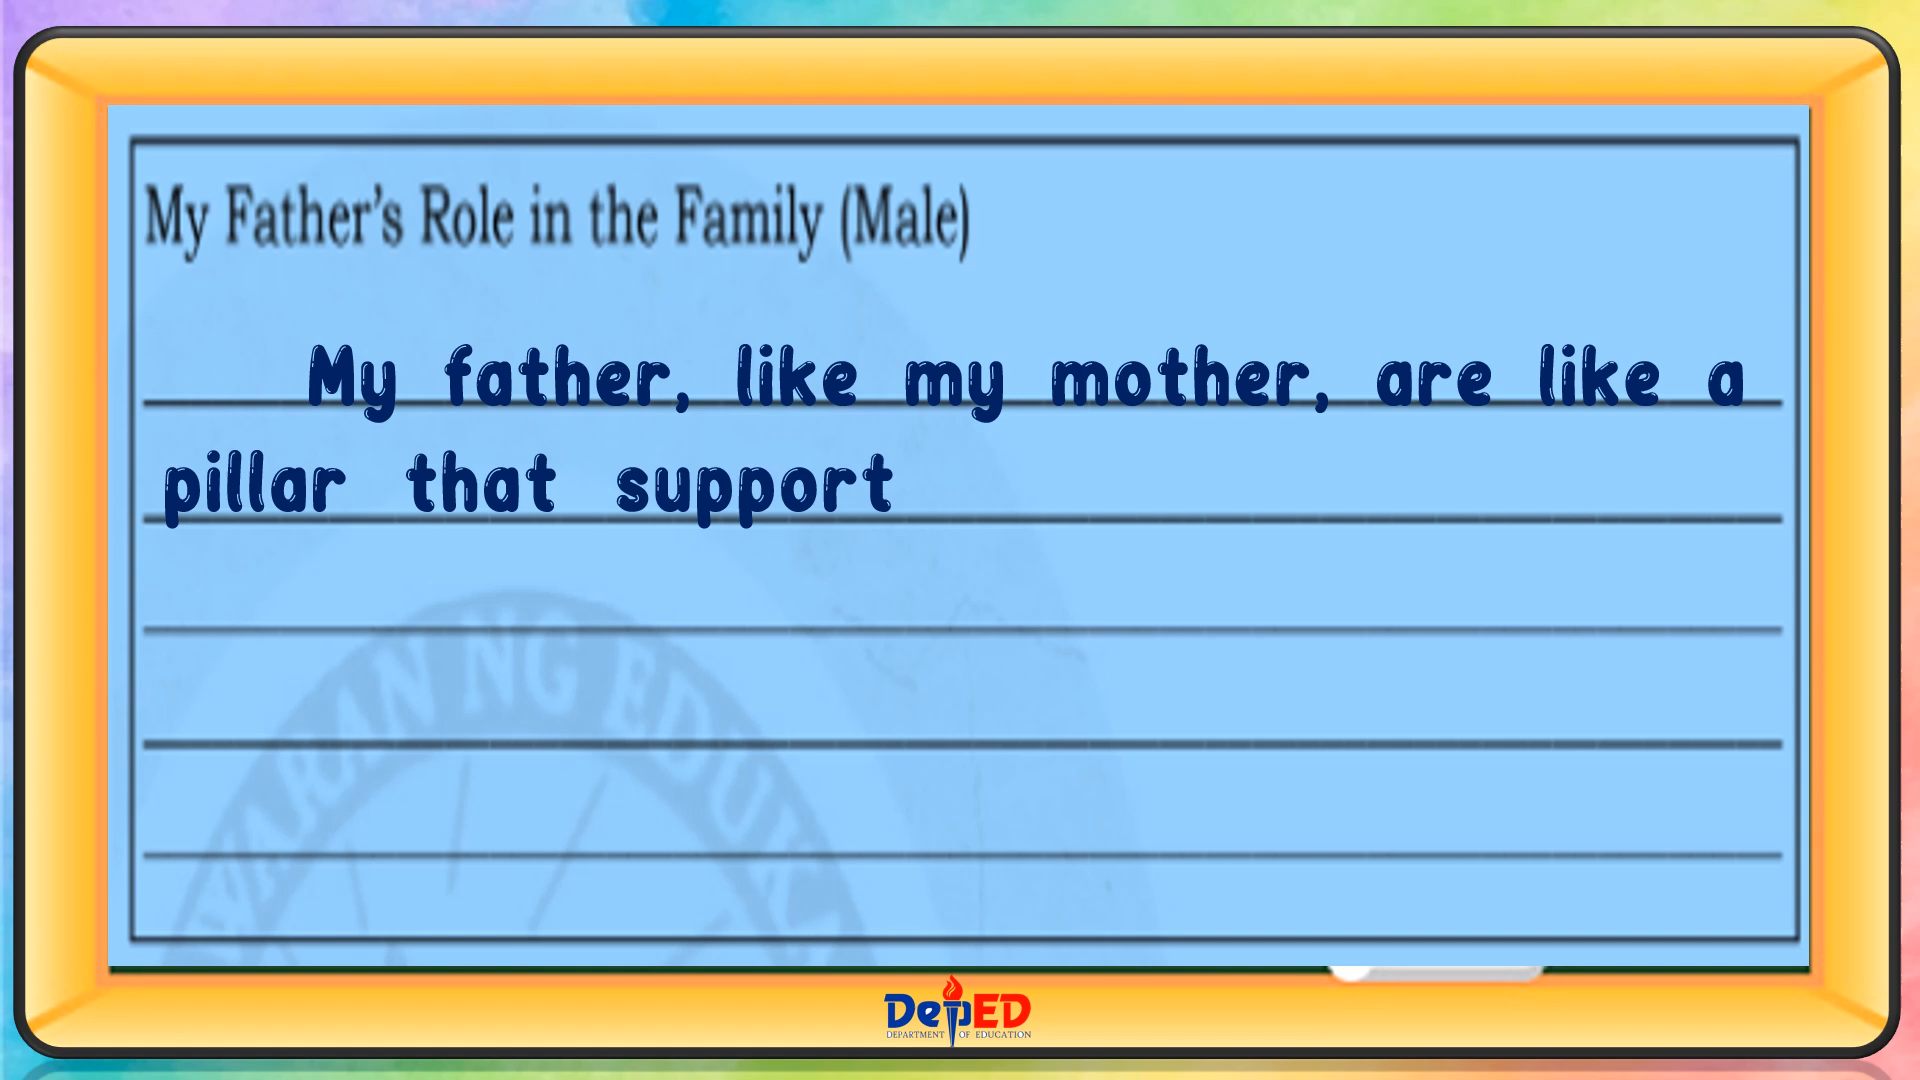 My Father's Role in the Family (Male)
My father, like my mother, are like a
pillar that support
DepED
DEPARTMENT OF EDUCATION